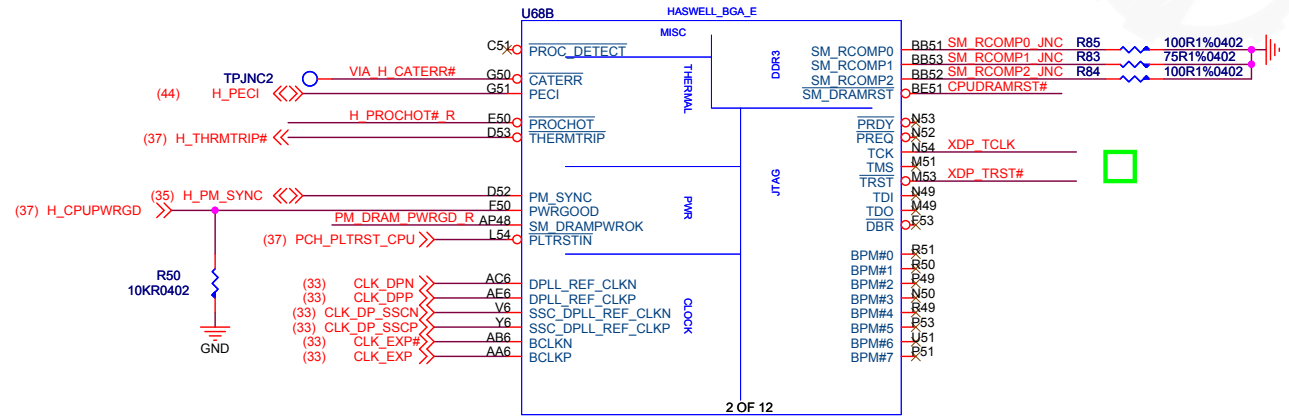 U68B
HASWELL_BGA_E
MISC
DDR3
THERMAL
JTAG
PWR
CLOCK
C51 PROC_DETECT
TPJNC2 VIA_H_CATERR# G50 CATERR
(44) H_PECI G51 PECI
H_PROCHOT#_R E50 PROCHOT
(37) H_THRMTRIP# D53 THERMTRIP
(35) H_PM_SYNC D52 PM_SYNC
(37) H_CPUPWRGD F50 PWRGOOD
PM_DRAM_PWRGD_R AP48 SM_DRAMPWROK
(37) PCH_PLTRST_CPU L54 PLTRSTIN
R50
10KR0402
GND
(33) CLK_DPN AC6 DPLL_REF_CLKN
(33) CLK_DPP AE6 DPLL_REF_CLKP
(33) CLK_DP_SSCN V6 SSC_DPLL_REF_CLKN
(33) CLK_DP_SSCP Y6 SSC_DPLL_REF_CLKP
(33) CLK_EXP# AB6 BCLKN
(33) CLK_EXP AA6 BCLKP
SM_RCOMP0 BB51 SM_RCOMP0_JNC R85 100R1%0402
SM_RCOMP1 BB53 SM_RCOMP1_JNC R83 75R1%0402
SM_RCOMP2 BB52 SM_RCOMP2_JNC R84 100R1%0402
SM_DRAMRST BE51 CPUDRAMRST#
PRDY N53
PREQ N52
TCK N54 XDP_TCLK
TMS M51
TRST M53 XDP_TRST#
TDI N49
TDO M49
DBR F53
BPM#0 R51
BPM#1 R50
BPM#2 P49
BPM#3 N50
BPM#4 R49
BPM#5 P53
BPM#6 U51
BPM#7 P51
2 OF 12